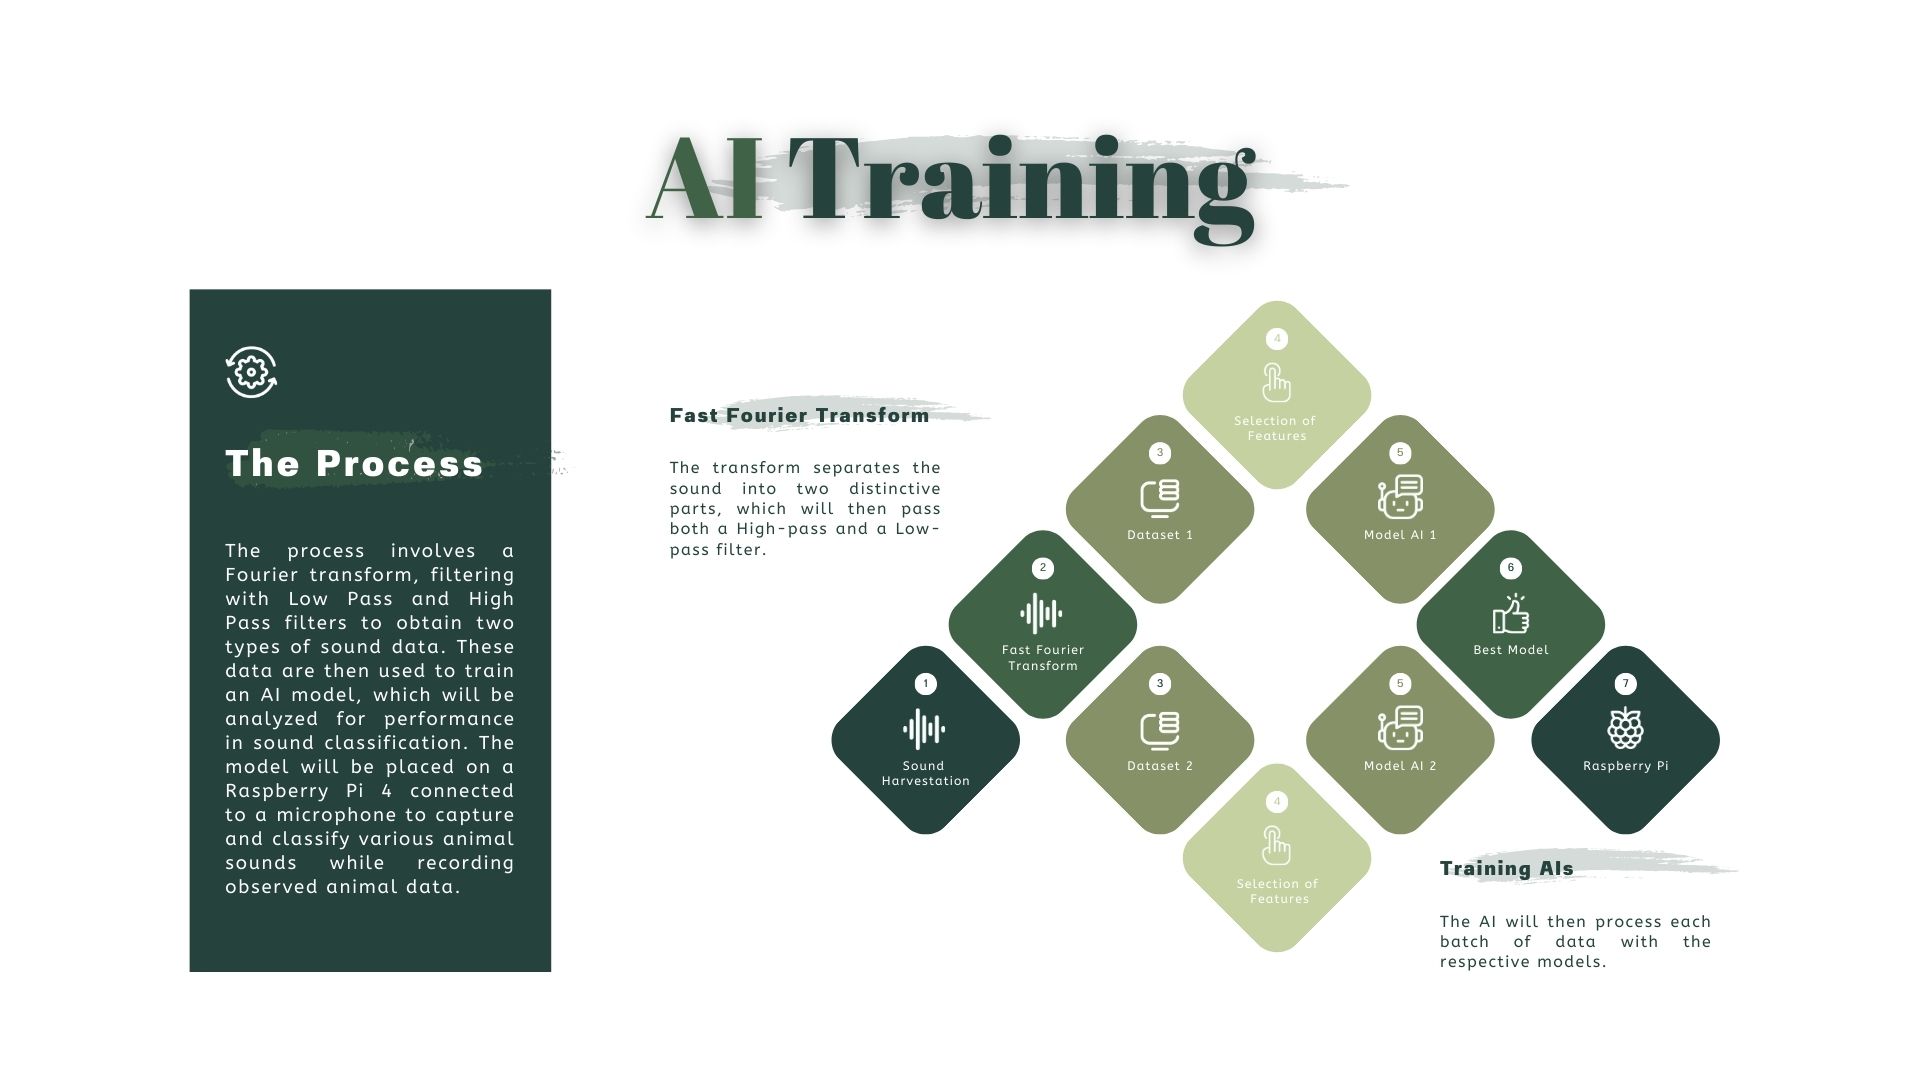 AI Training
The Process
The process involves a
Fourier transform, filtering
with Low Pass and High
Pass filters to obtain two
types of sound data. These
data are then used to train
an AI model, which will be
analyzed for performance
in sound classification. The
model will be placed on a
Raspberry Pi 4 connected
to a microphone to capture
and classify various animal
sounds while recording
observed animal data.
Fast Fourier Transform
The transform separates the
sound into two distinctive
parts, which will then pass
both a High-pass and a Low-
pass filter.
1
Sound
Harvestation
2
Fast Fourier
Transform
3
Dataset 1
3
Dataset 2
4
Selection of
Features
4
Selection of
Features
5
Model AI 1
5
Model AI 2
6
Best Model
7
Raspberry Pi
Training AIs
The AI will then process each
batch of data with the
respective models.